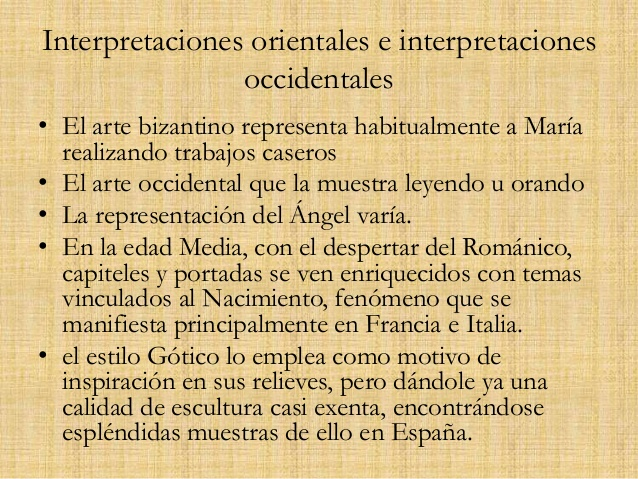 Interpretaciones orientales e interpretaciones
occidentales
• El arte bizantino representa habitualmente a María
realizando trabajos caseros
• El arte occidental que la muestra leyendo u orando
• La representación del Ángel varía.
• En la edad Media, con el despertar del Románico,
capiteles y portadas se ven enriquecidos con temas
vinculados al Nacimiento, fenómeno que se
manifiesta principalmente en Francia e Italia.
• el estilo Gótico lo emplea como motivo de
inspiración en sus relieves, pero dándole ya una
calidad de escultura casi exenta, encontrándose
espléndidas muestras de ello en España.